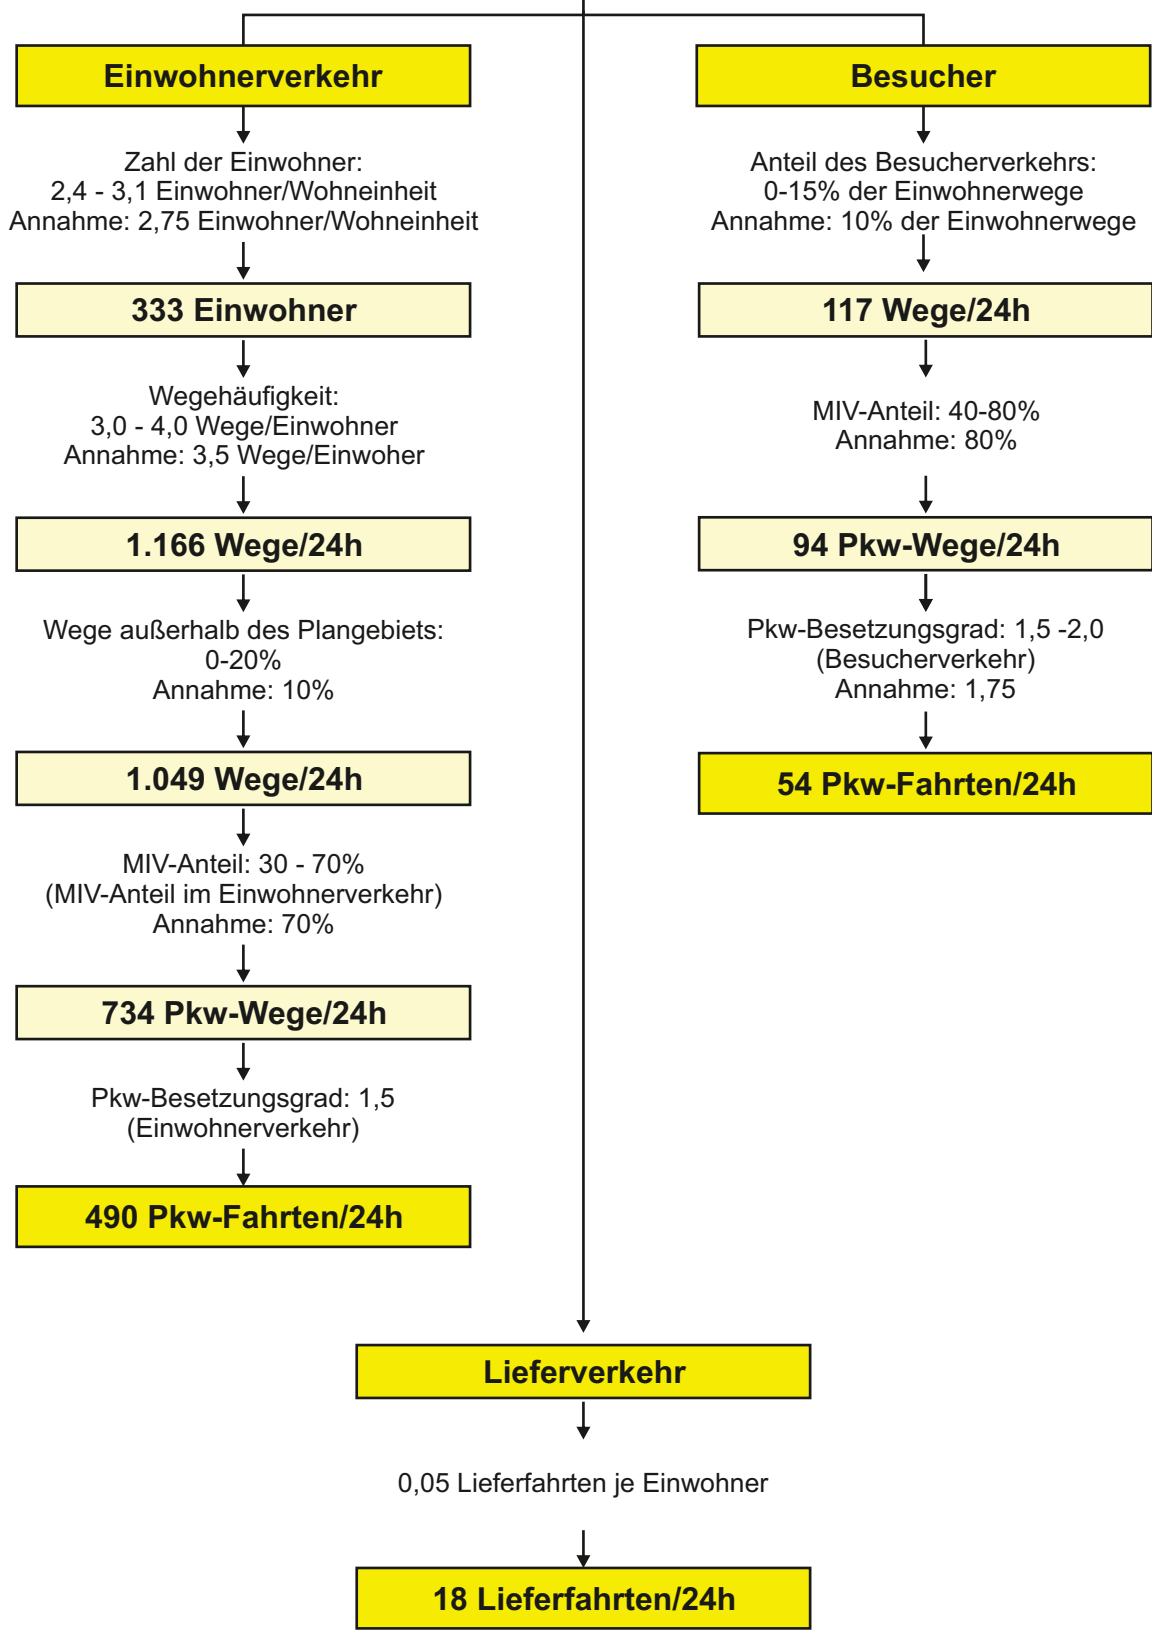 Einwohnerverkehr
Zahl der Einwohner:
2,4 - 3,1 Einwohner/Wohneinheit
Annahme: 2,75 Einwohner/Wohneinheit
333 Einwohner
Wegehäufigkeit:
3,0 - 4,0 Wege/Einwohner
Annahme: 3,5 Wege/Einwoher
1.166 Wege/24h
Wege außerhalb des Plangebiets:
0-20%
Annahme: 10%
1.049 Wege/24h
MIV-Anteil: 30 - 70%
(MIV-Anteil im Einwohnerverkehr)
Annahme: 70%
734 Pkw-Wege/24h
Pkw-Besetzungsgrad: 1,5
(Einwohnerverkehr)
490 Pkw-Fahrten/24h
Besucher
Anteil des Besucherverkehrs:
0-15% der Einwohnerwege
Annahme: 10% der Einwohnerwege
117 Wege/24h
MIV-Anteil: 40-80%
Annahme: 80%
94 Pkw-Wege/24h
Pkw-Besetzungsgrad: 1,5 -2,0
(Besucherverkehr)
Annahme: 1,75
54 Pkw-Fahrten/24h
Lieferverkehr
0,05 Lieferfahrten je Einwohner
18 Lieferfahrten/24h